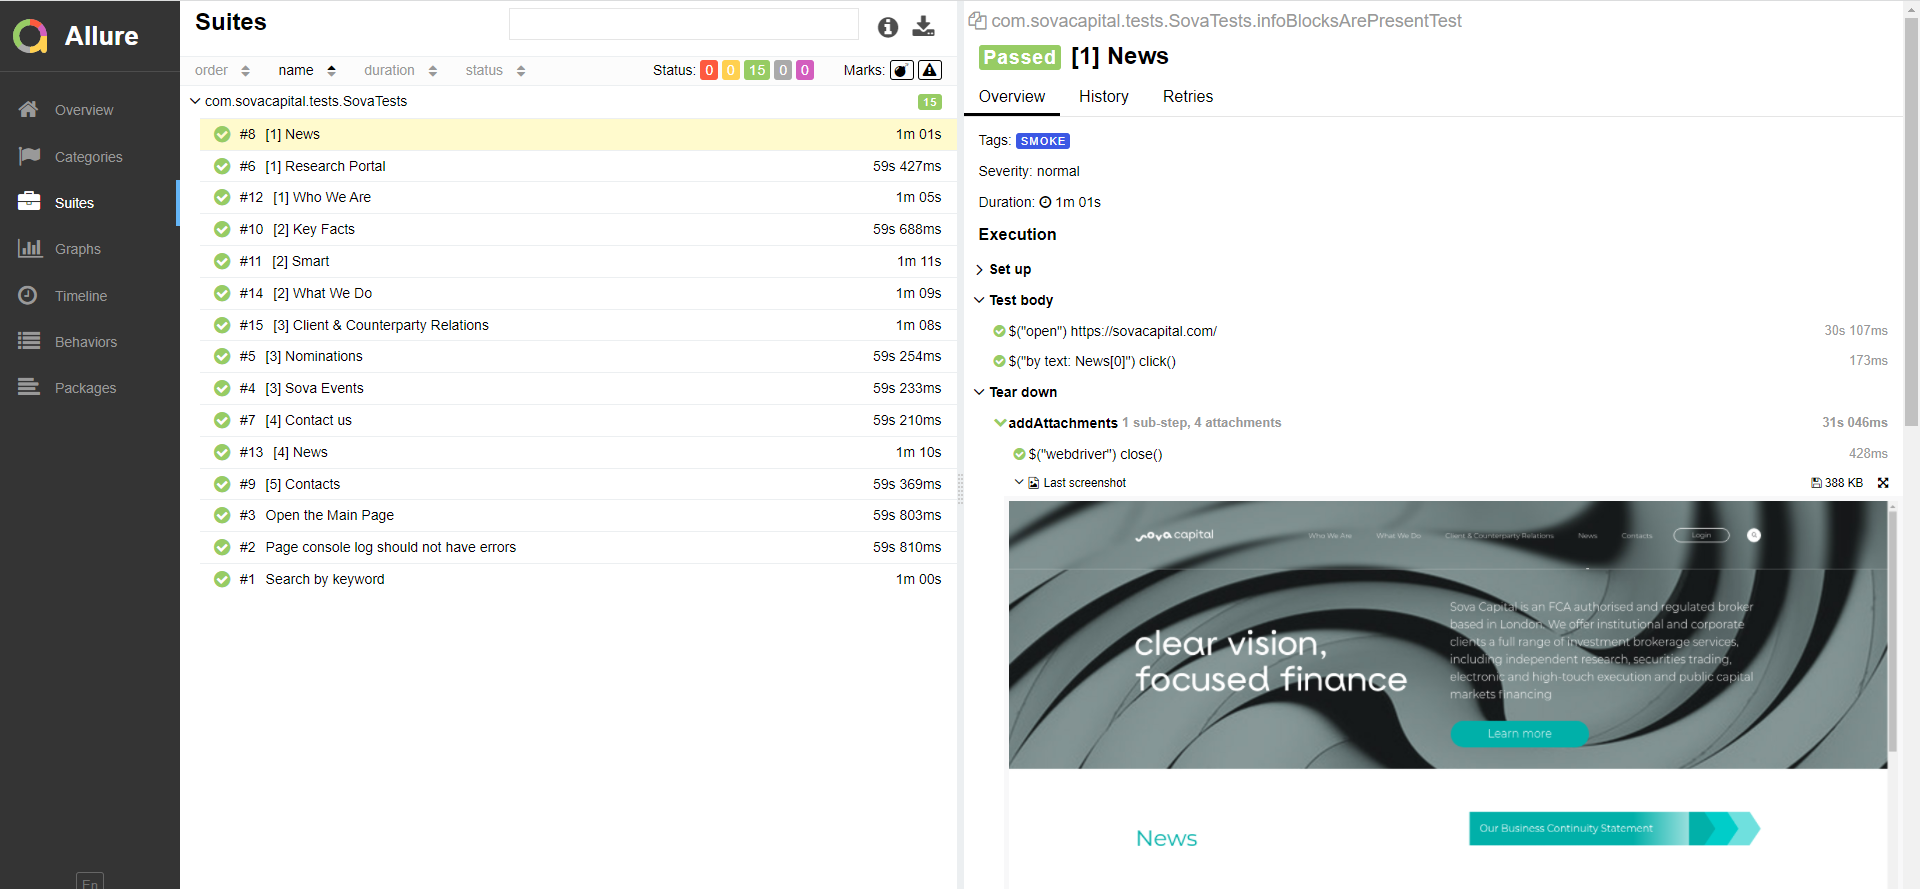 Allure
Overview
Categories
Suites
Graphs
Timeline
Behaviors
Packages
En
Suites
order name duration status Status: 0 0 15 0 0 Marks:
com.sovacapital.tests.SovaTests 15
#8 [1] News 1m 01s
#6 [1] Research Portal 59s 427ms
#12 [1] Who We Are 1m 05s
#10 [2] Key Facts 59s 688ms
#11 [2] Smart 1m 11s
#14 [2] What We Do 1m 09s
#15 [3] Client & Counterparty Relations 1m 08s
#5 [3] Nominations 59s 254ms
#4 [3] Sova Events 59s 233ms
#7 [4] Contact us 59s 210ms
#13 [4] News 1m 10s
#9 [5] Contacts 59s 369ms
#3 Open the Main Page 59s 803ms
#2 Page console log should not have errors 59s 810ms
#1 Search by keyword 1m 00s
com.sovacapital.tests.SovaTests.infoBlocksArePresentTest
Passed [1] News
Overview History Retries
Tags: SMOKE
Severity: normal
Duration: 1m 01s
Execution
Set up
Test body
$("open") https://sovacapital.com/ 30s 107ms
$("by text: News[0]") click() 173ms
Tear down
addAttachments 1 sub-step, 4 attachments 31s 046ms
$("webdriver") close() 428ms
Last screenshot 388 KB
sova capital Who We Are What We Do Client & Counterparty Relations News Contacts Login
clear vision,
focused finance
Sova Capital is an FCA authorised and regulated broker
based in London. We offer institutional and corporate
clients a full range of investment brokerage services,
including independent research, securities trading,
electronic and high-touch execution and public capital
markets financing
Learn more
News
Our Business Continuity Statement